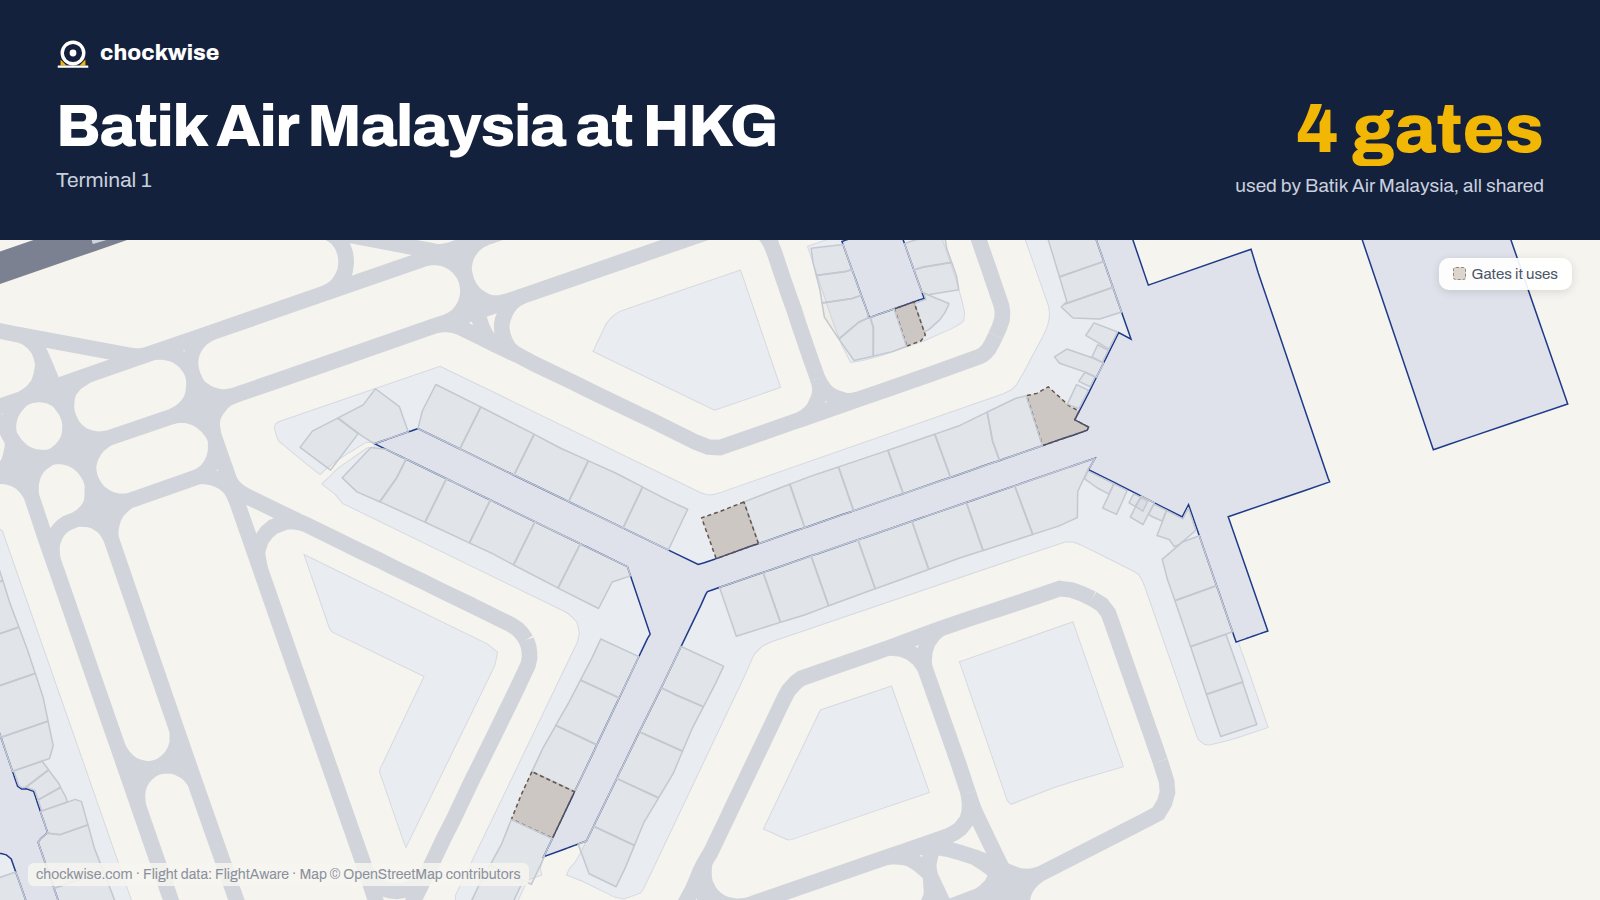 chockwise
Batik Air Malaysia at HKG
Terminal 1
4 gates
used by Batik Air Malaysia, all shared
Gates it uses
chockwise.com · Flight data: FlightAware · Map © OpenStreetMap contributors